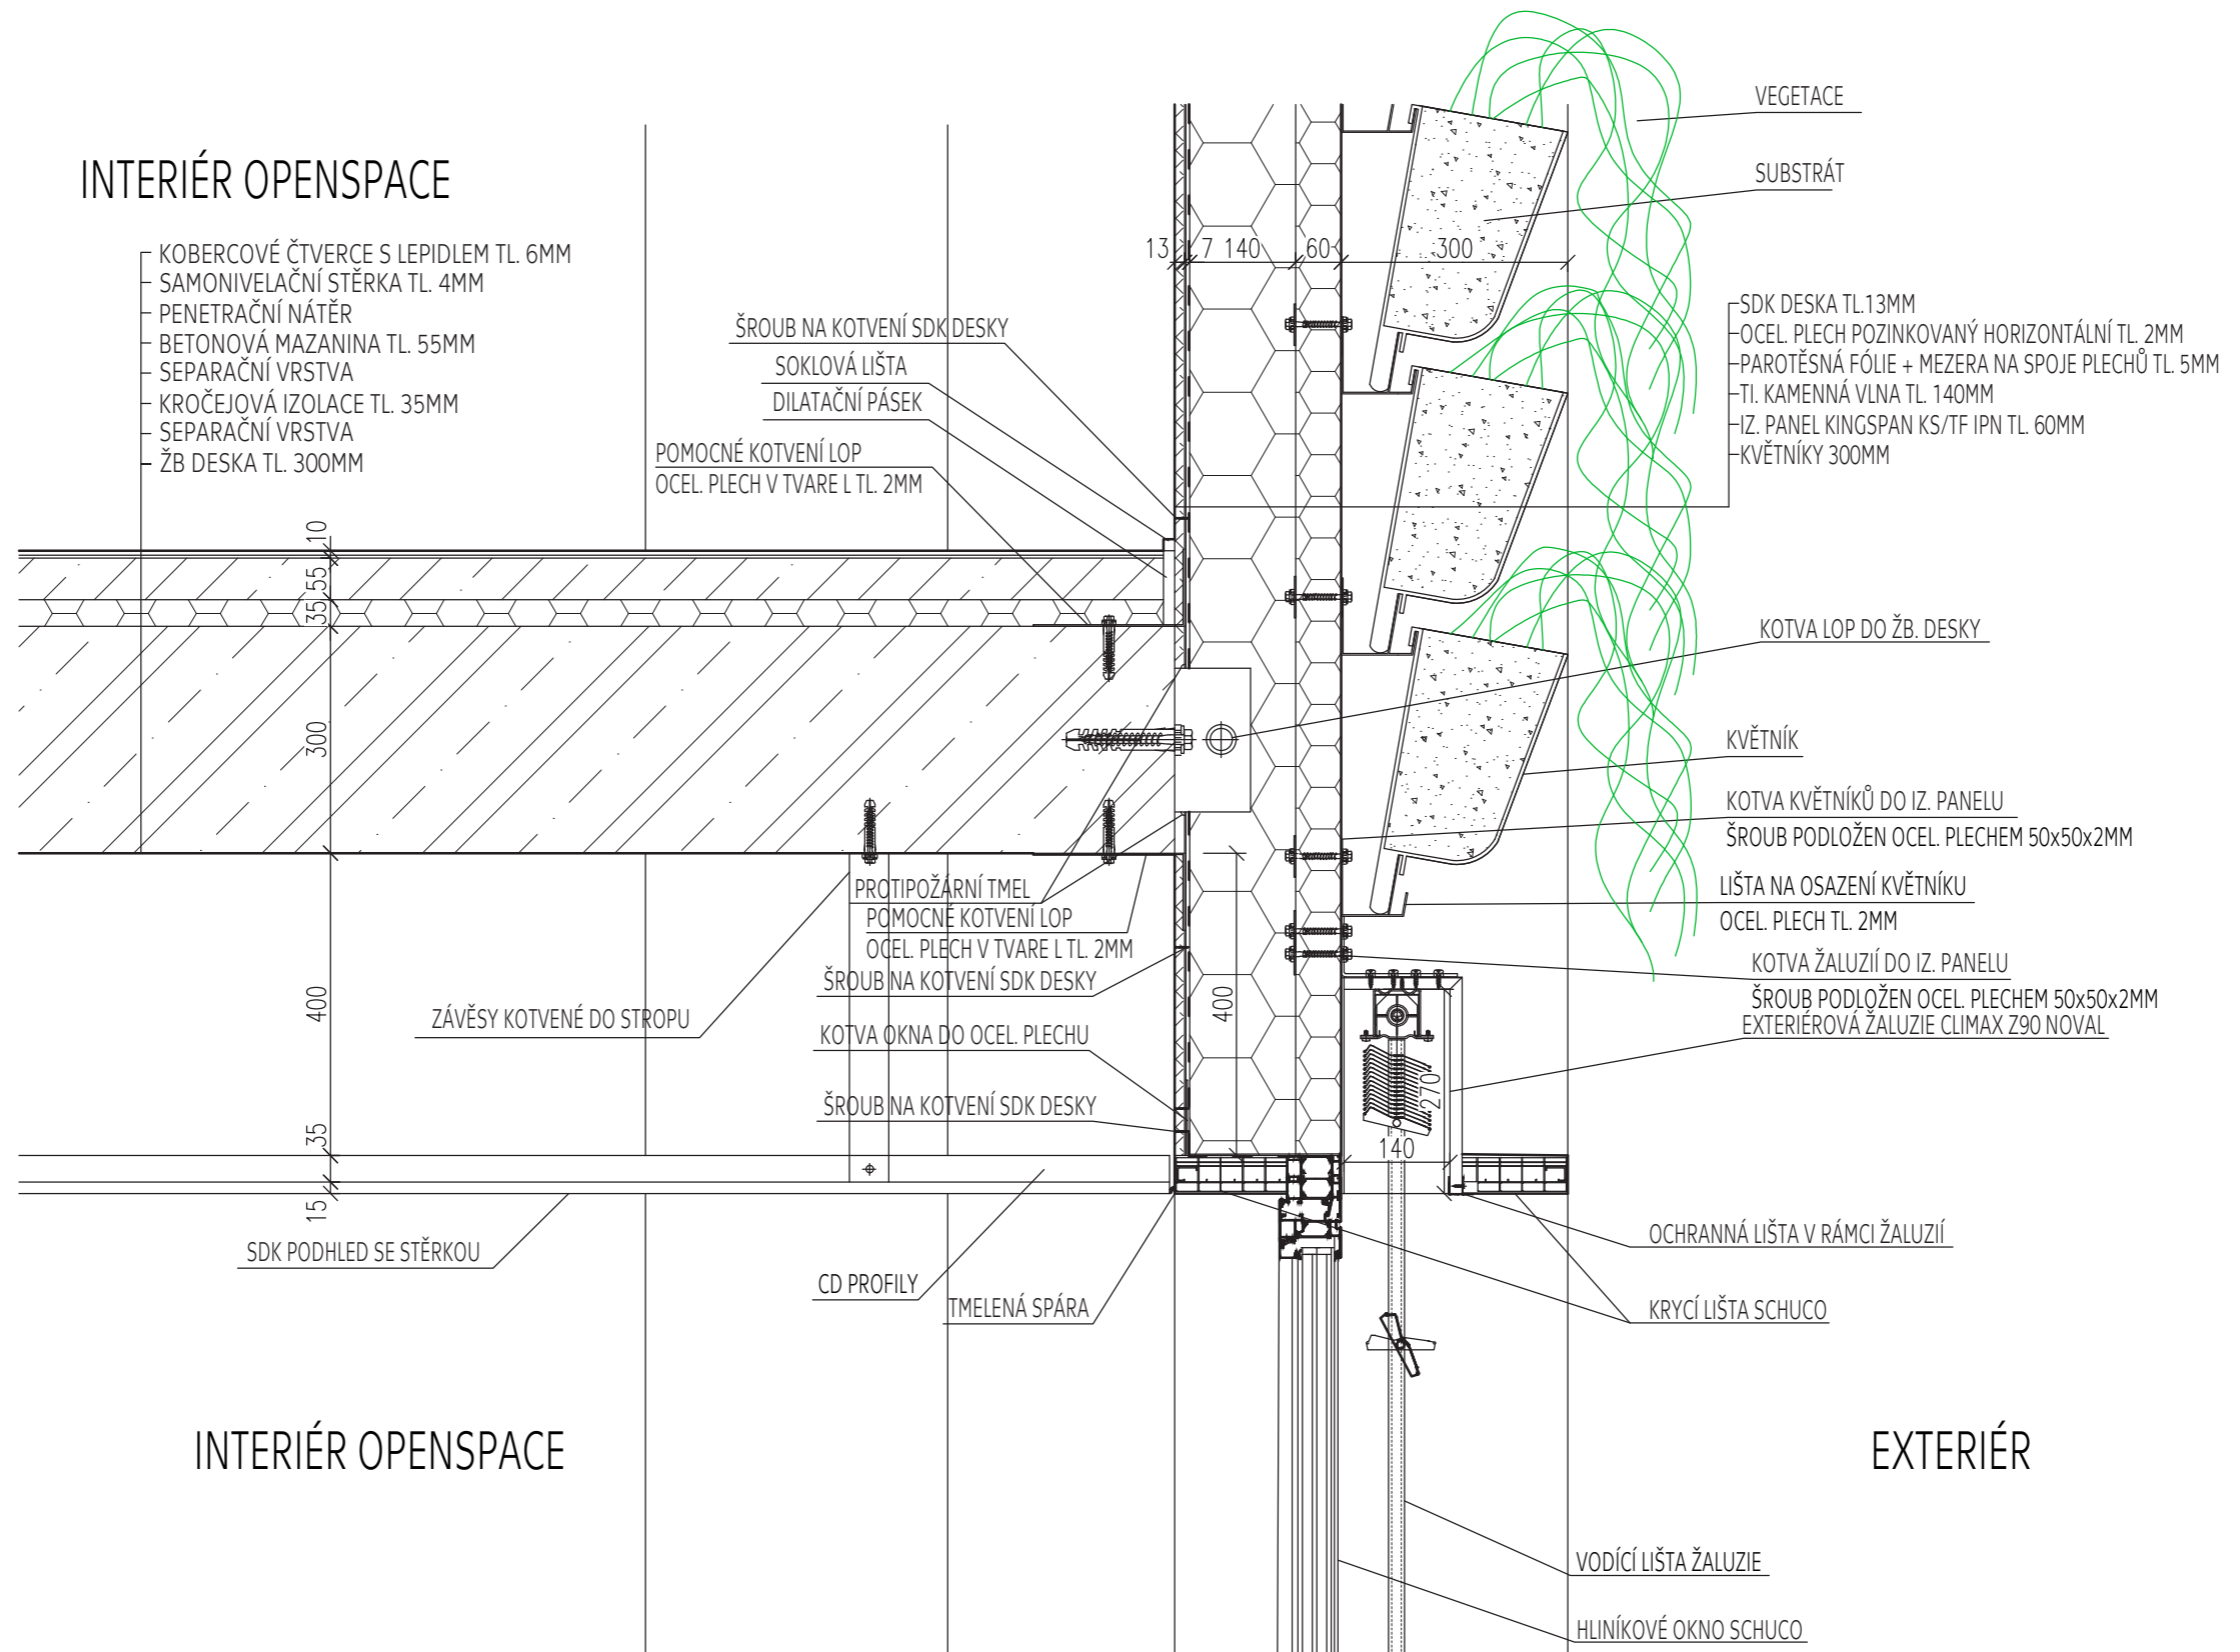 INTERIÉR OPENSPACE
KOBERCOVÉ ČTVERCE S LEPIDLEM TL. 6MM
SAMONIVELAČNÍ STĚRKA TL. 4MM
PENETRAČNÍ NÁTĚR
BETONOVÁ MAZANINA TL. 55MM
SEPARAČNÍ VRSTVA
KROČEJOVÁ IZOLACE TL. 35MM
SEPARAČNÍ VRSTVA
ŽB DESKA TL. 300MM
ŠROUB NA KOTVENÍ SDK DESKY
SOKLOVÁ LIŠTA
DILATAČNÍ PÁSEK
POMOCNÉ KOTVENÍ LOP
OCEL. PLECH V TVARE L TL. 2MM
13 7 140 60 300
VEGETACE
SUBSTRÁT
SDK DESKA TL.13MM
OCEL. PLECH POZINKOVANÝ HORIZONTÁLNÍ TL. 2MM
PAROTĚSNÁ FÓLIE + MEZERA NA SPOJE PLECHŮ TL. 5MM
TI. KAMENNÁ VLNA TL. 140MM
IZ. PANEL KINGSPAN KS/TF IPN TL. 60MM
KVĚTNÍKY 300MM
10
55
35
300
400
35
15
KOTVA LOP DO ŽB. DESKY
KVĚTNÍK
KOTVA KVĚTNÍKŮ DO IZ. PANELU
ŠROUB PODLOŽEN OCEL. PLECHEM 50x50x2MM
LIŠTA NA OSAZENÍ KVĚTNÍKU
OCEL. PLECH TL. 2MM
KOTVA ŽALUZIÍ DO IZ. PANELU
ŠROUB PODLOŽEN OCEL. PLECHEM 50x50x2MM
EXTERIÉROVÁ ŽALUZIE CLIMAX Z90 NOVAL
PROTIPOŽÁRNÍ TMEL
POMOCNÉ KOTVENÍ LOP
OCEL. PLECH V TVARE L TL. 2MM
ŠROUB NA KOTVENÍ SDK DESKY
ZÁVĚSY KOTVENÉ DO STROPU
KOTVA OKNA DO OCEL. PLECHU
ŠROUB NA KOTVENÍ SDK DESKY
400
270
140
SDK PODHLED SE STĚRKOU
CD PROFILY
TMELENÁ SPÁRA
OCHRANNÁ LIŠTA V RÁMCI ŽALUZIÍ
KRYCÍ LIŠTA SCHUCO
INTERIÉR OPENSPACE
EXTERIÉR
VODÍCÍ LIŠTA ŽALUZIE
HLINÍKOVÉ OKNO SCHUCO